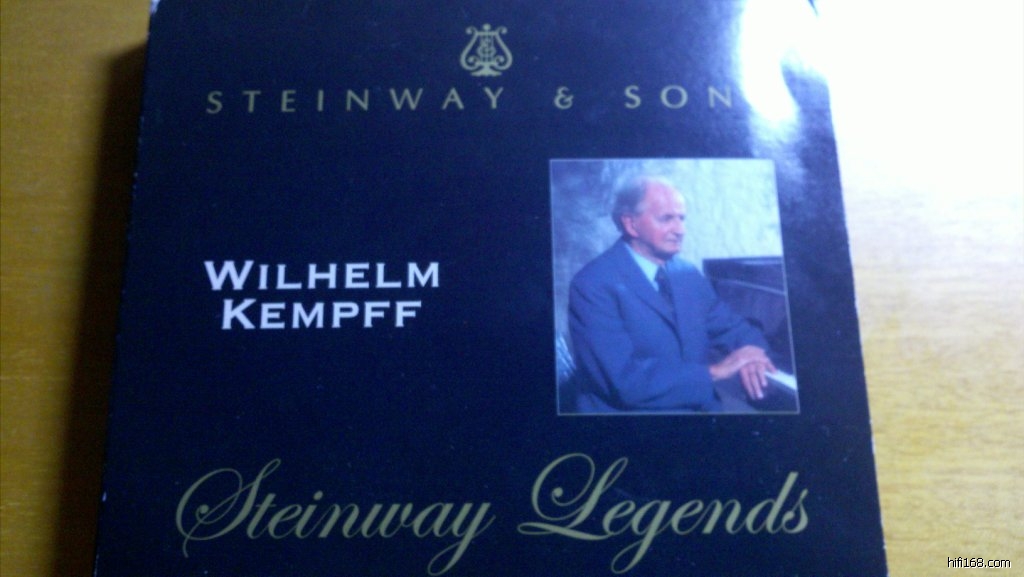 STEINWAY & SON
WILHELM
KEMPFF
Steinway Legends
hifi168.com